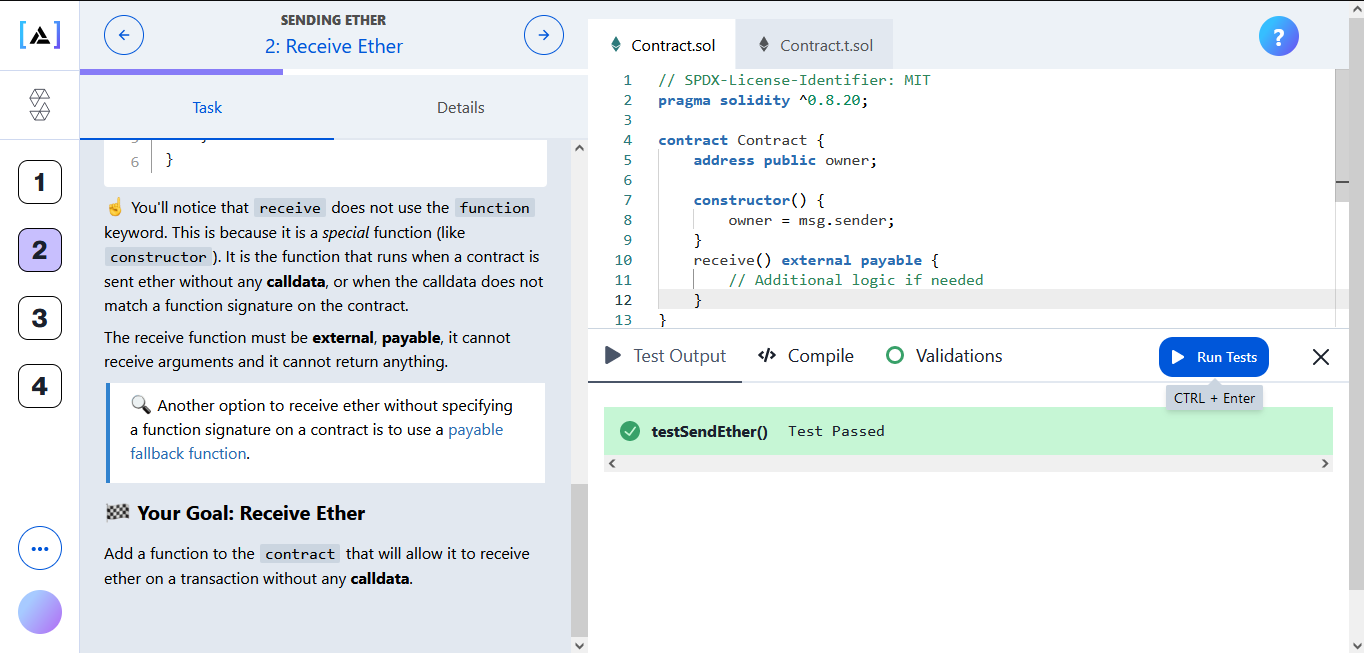 SENDING ETHER
2: Receive Ether
Task
Details
1
2
3
4
6 }
☝ You'll notice that receive does not use the function
keyword. This is because it is a special function (like
constructor ). It is the function that runs when a contract is
sent ether without any calldata, or when the calldata does not
match a function signature on the contract.
The receive function must be external, payable, it cannot
receive arguments and it cannot return anything.
🔍 Another option to receive ether without specifying
a function signature on a contract is to use a payable
fallback function.
🏁 Your Goal: Receive Ether
Add a function to the contract that will allow it to receive
ether on a transaction without any calldata.
Contract.sol
Contract.t.sol
?
1 // SPDX-License-Identifier: MIT
2 pragma solidity ^0.8.20;
3
4 contract Contract {
5 address public owner;
6
7 constructor() {
8 owner = msg.sender;
9 }
10 receive() external payable {
11 // Additional logic if needed
12 }
13 }
Test Output
</> Compile
Validations
Run Tests
CTRL + Enter
testSendEther() Test Passed